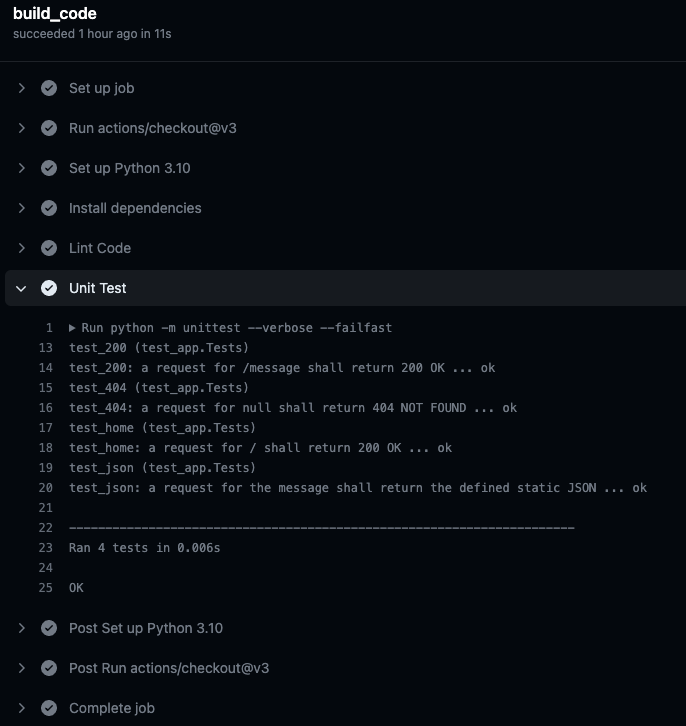 build_code
succeeded 1 hour ago in 11s
Set up job
Run actions/checkout@v3
Set up Python 3.10
Install dependencies
Lint Code
Unit Test
1 ▶ Run python -m unittest --verbose --failfast
13 test_200 (test_app.Tests)
14 test_200: a request for /message shall return 200 OK ... ok
15 test_404 (test_app.Tests)
16 test_404: a request for null shall return 404 NOT FOUND ... ok
17 test_home (test_app.Tests)
18 test_home: a request for / shall return 200 OK ... ok
19 test_json (test_app.Tests)
20 test_json: a request for the message shall return the defined static JSON ... ok
21
22 ----------------------------------------------------------------------
23 Ran 4 tests in 0.006s
24
25 OK
Post Set up Python 3.10
Post Run actions/checkout@v3
Complete job